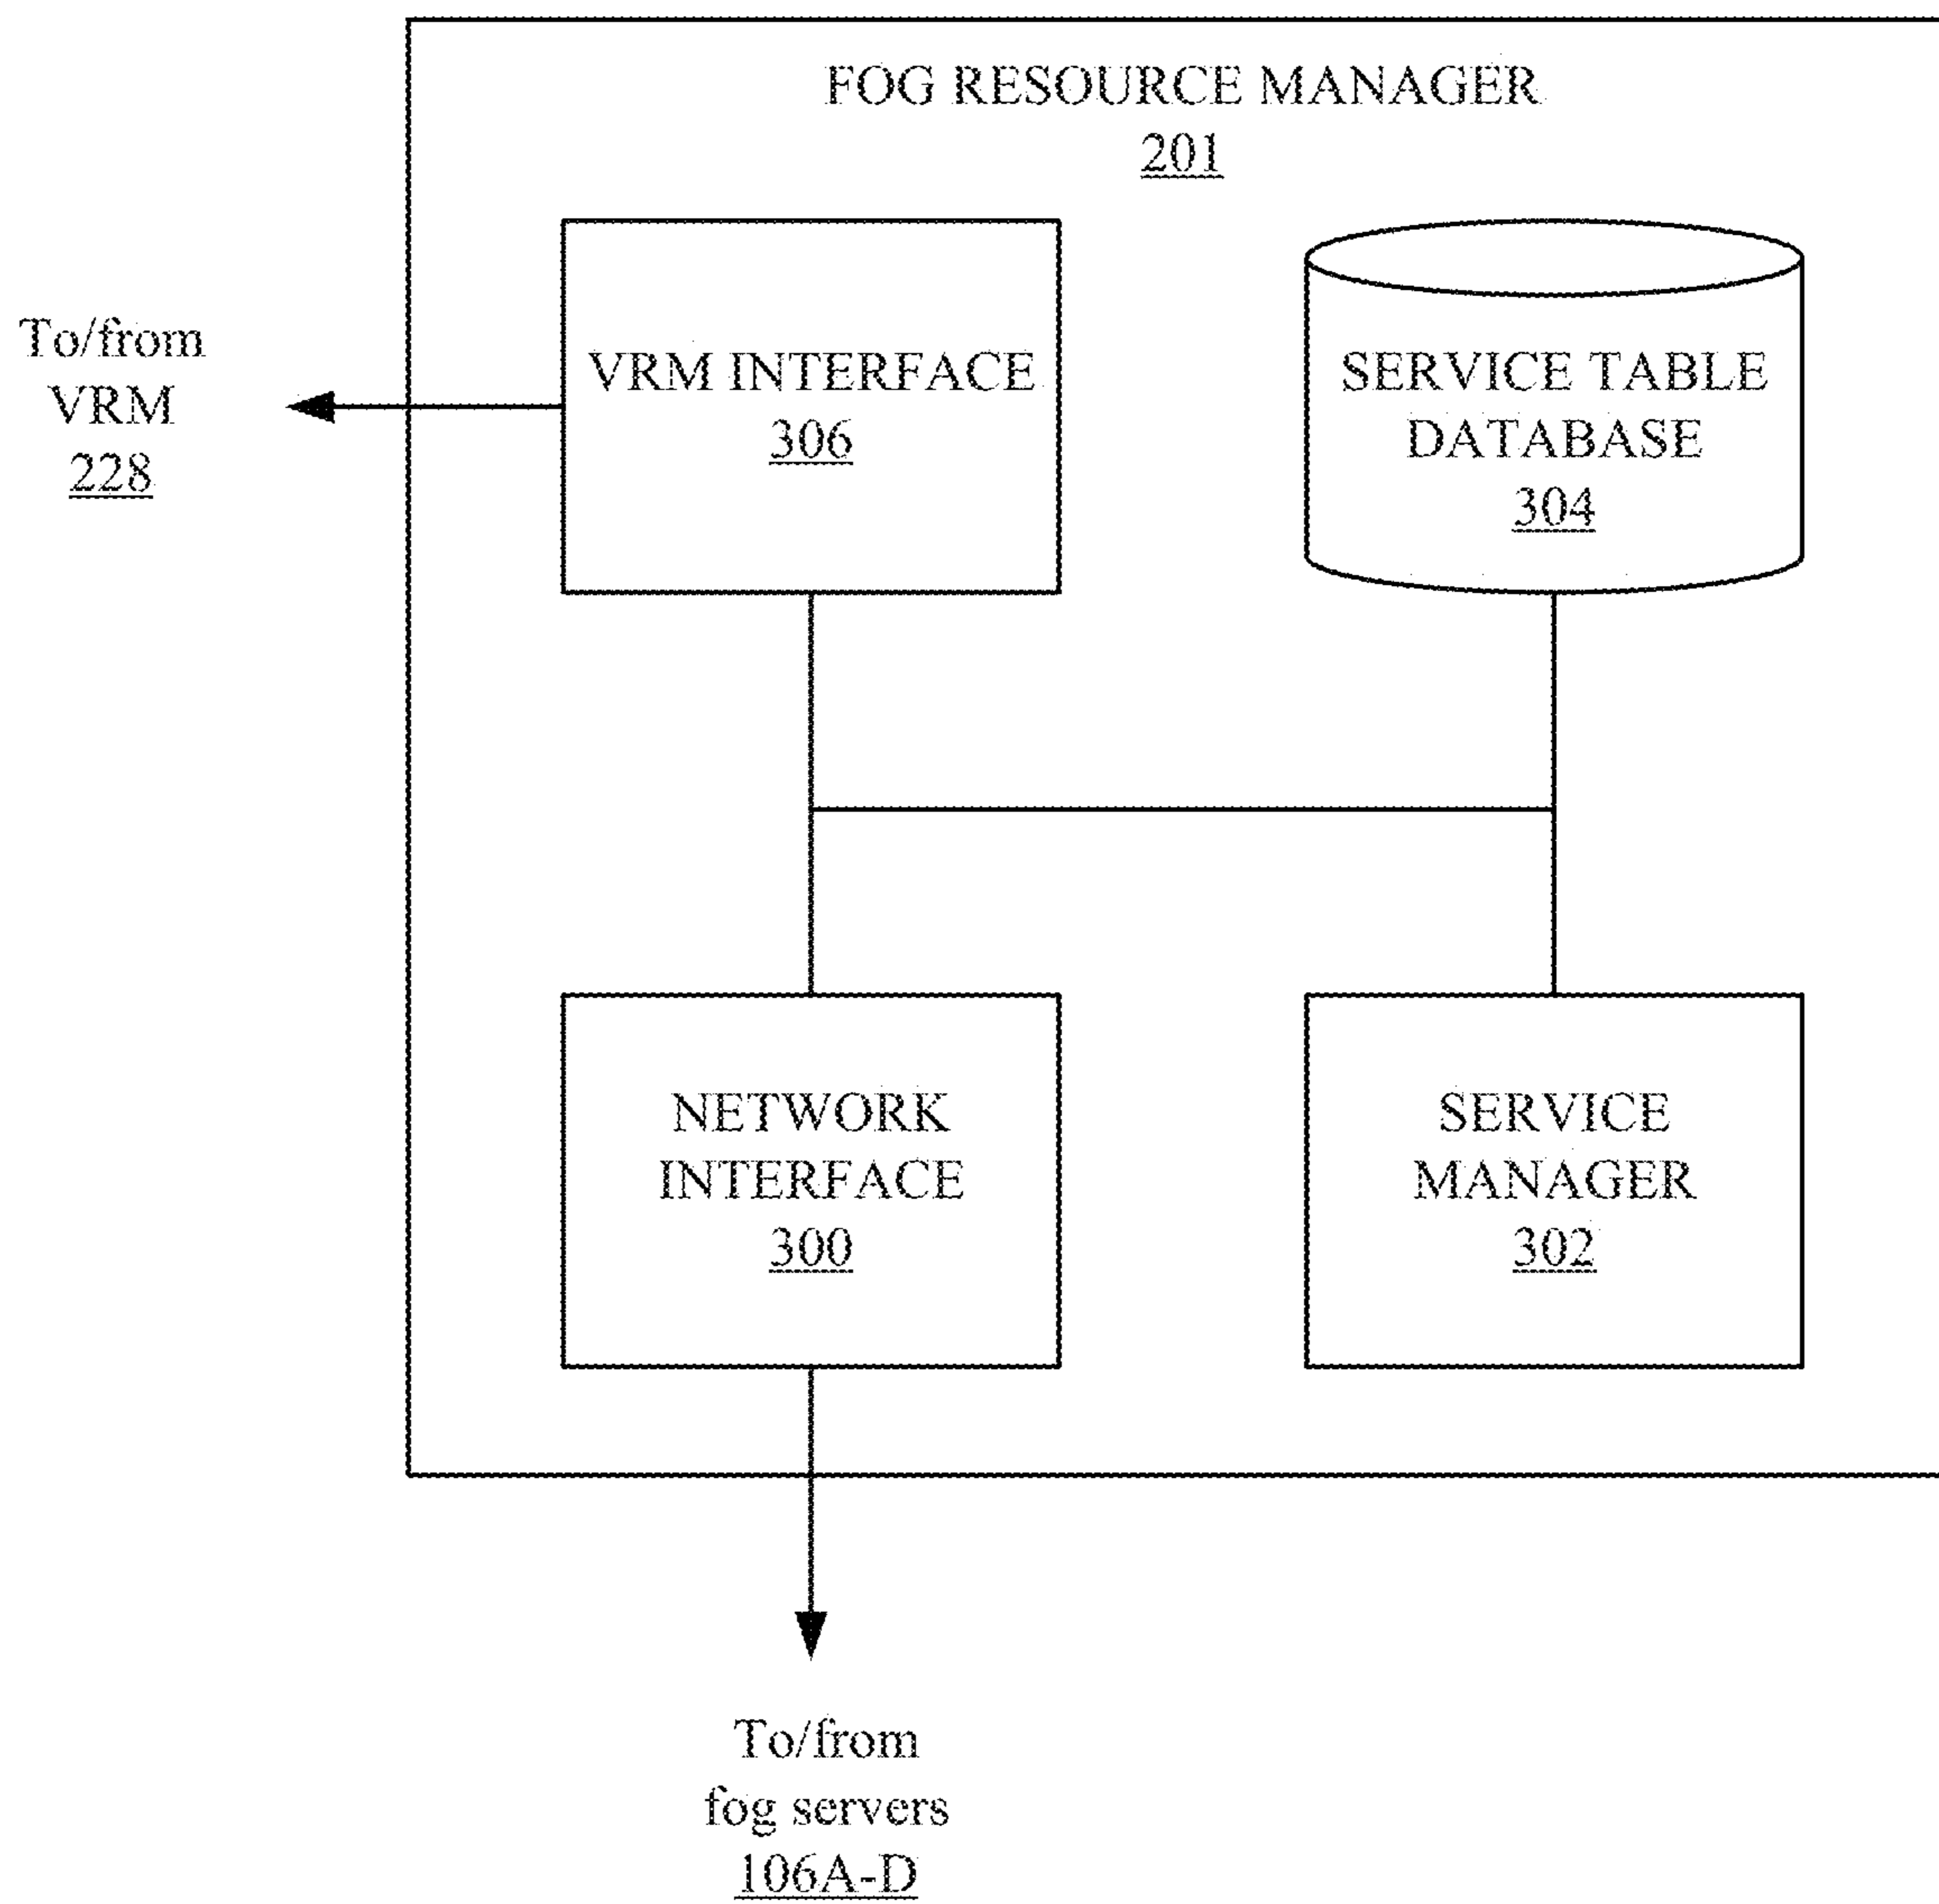 FOG RESOURCE MANAGER
201
To/from
VRM
228
VRM INTERFACE
306
SERVICE TABLE
DATABASE
304
NETWORK
INTERFACE
300
SERVICE
MANAGER
302
To/from
fog servers
106A-D